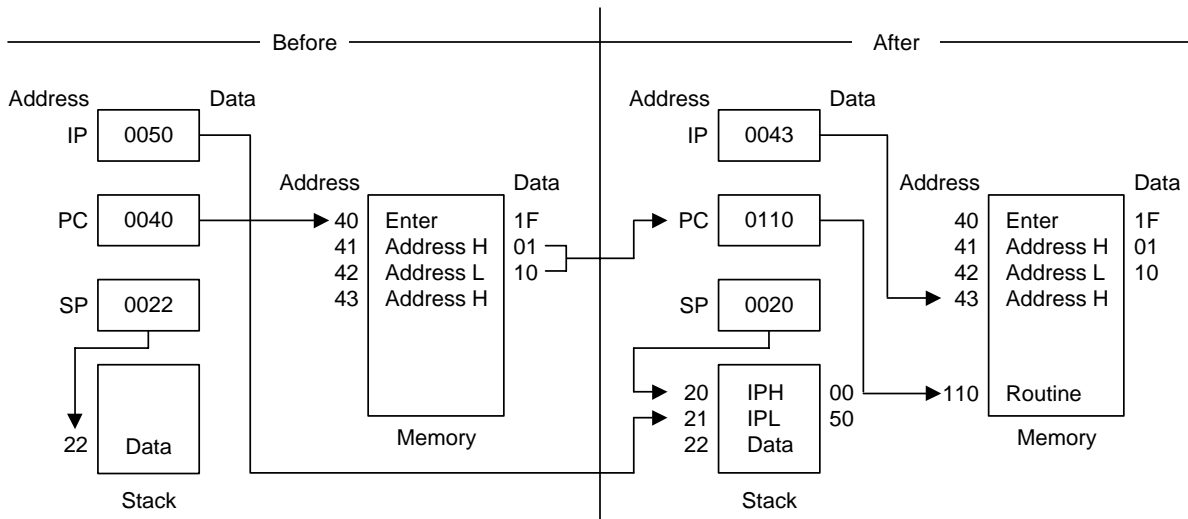 Before
Address Data
IP 0050
Address Data
PC 0040
40 Enter 1F
41 Address H 01
42 Address L 10
43 Address H
SP 0022
22 Data
Memory
Stack
After
Address Data
IP 0043
Address Data
PC 0110
40 Enter 1F
41 Address H 01
42 Address L 10
43 Address H
SP 0020
20 IPH 00
21 IPL 50
22 Data
110 Routine
Memory
Stack